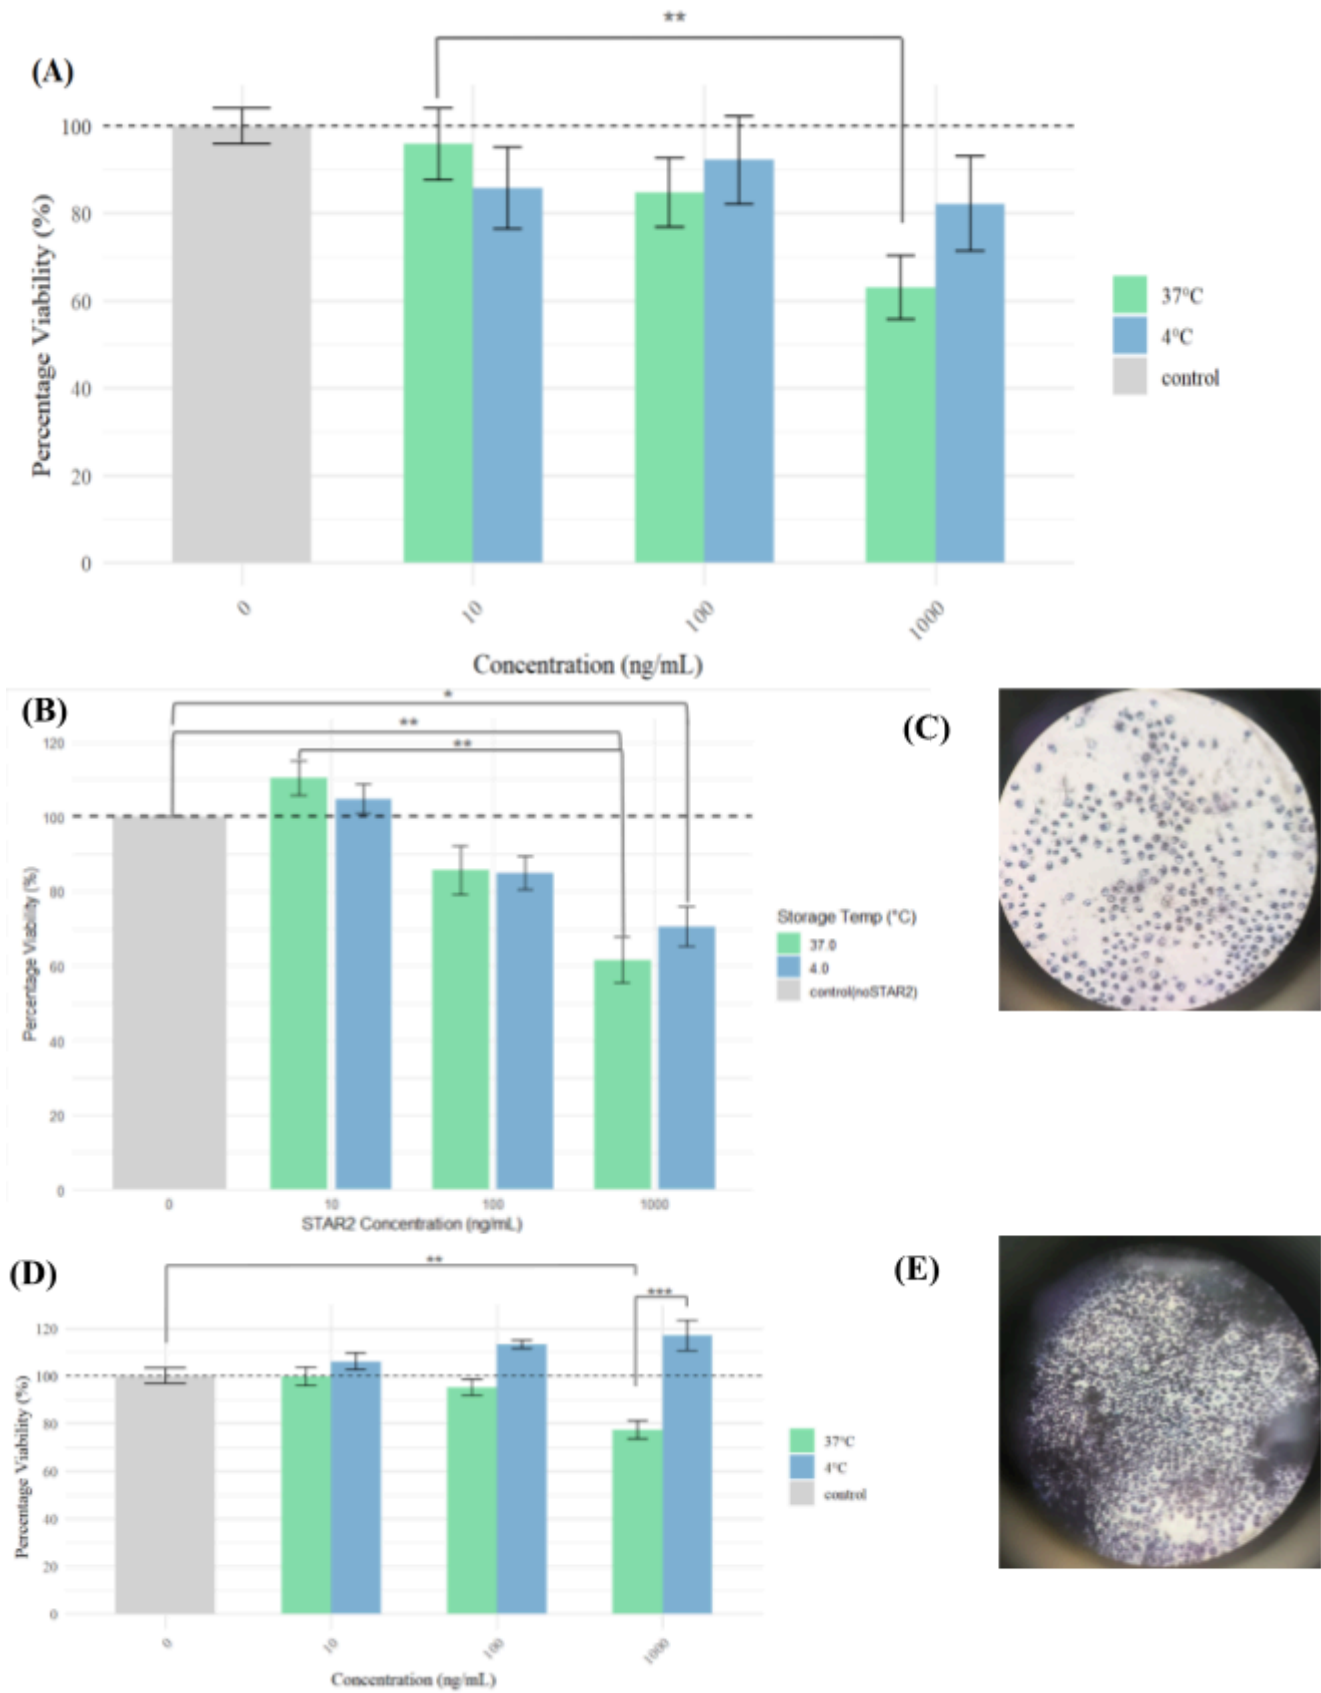 **
(A)
100
80
60
40
20
0
Percentage Viability (%)
0
10
100
1000
Concentration (ng/mL)
37°C
4°C
control
(B)
*
**
**
120
100
80
60
40
20
0
Percentage Viability (%)
0
10
100
1000
STAR2 Concentration (ng/mL)
Storage Temp (°C)
37.0
4.0
control(noSTAR2)
(C)
(D)
**
***
120
100
80
60
40
20
0
Percentage Viability (%)
0
10
100
1000
Concentration (ng/mL)
37°C
4°C
control
(E)